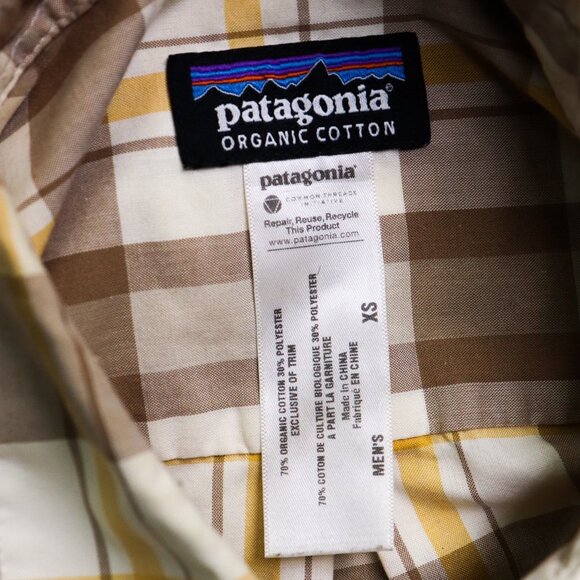 patagonia®
ORGANIC COTTON
patagonia
COMMON THREADS
INITIATIVE
Repair, Reuse, Recycle
This Product
www.patagonia.com
70% ORGANIC COTTON 30% POLYESTER
EXCLUSIVE OF TRIM
70% COTON DE CULTURE BIOLOGIQUE 30% POLYESTER
A PART LA GARNITURE
Made in CHINA
Fabriqué EN CHINE
MEN'S XS